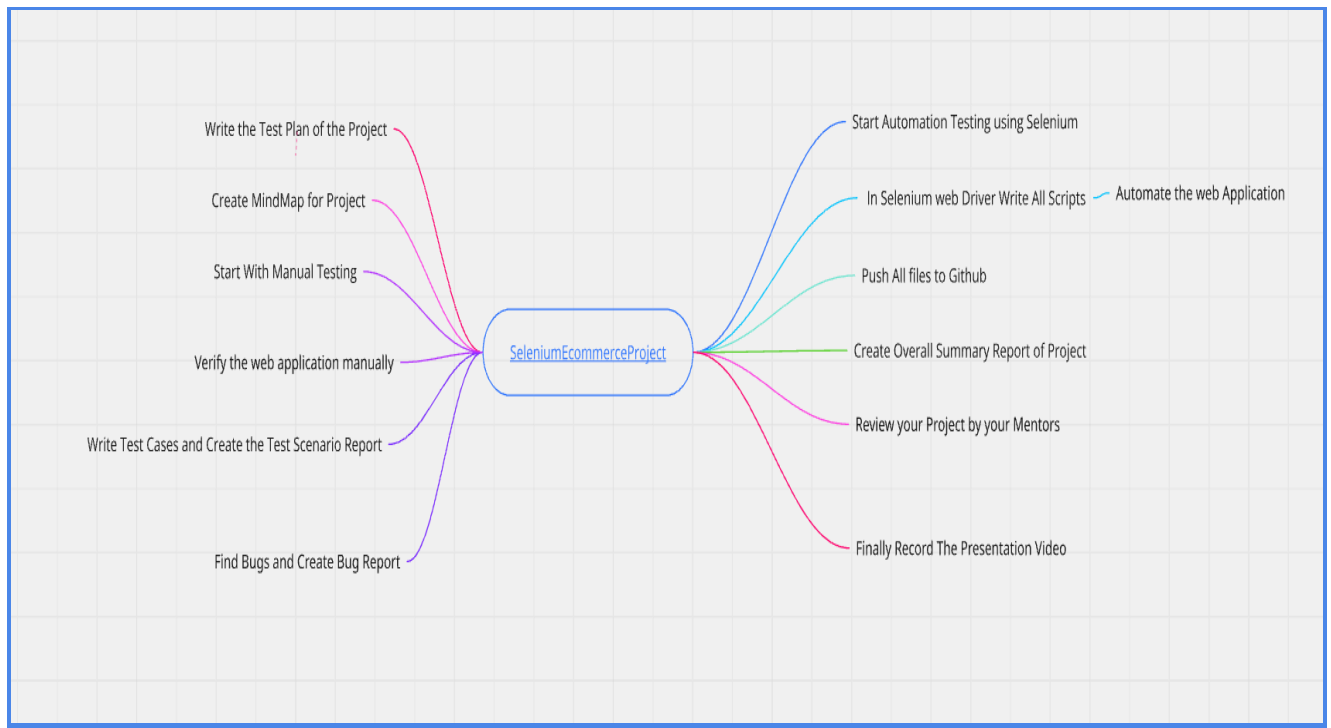 Write the Test Plan of the Project
Create MindMap for Project
Start With Manual Testing
Verify the web application manually
Write Test Cases and Create the Test Scenario Report
Find Bugs and Create Bug Report
SeleniumEcommerceProject
Start Automation Testing using Selenium
In Selenium web Driver Write All Scripts
Automate the web Application
Push All files to Github
Create Overall Summary Report of Project
Review your Project by your Mentors
Finally Record The Presentation Video